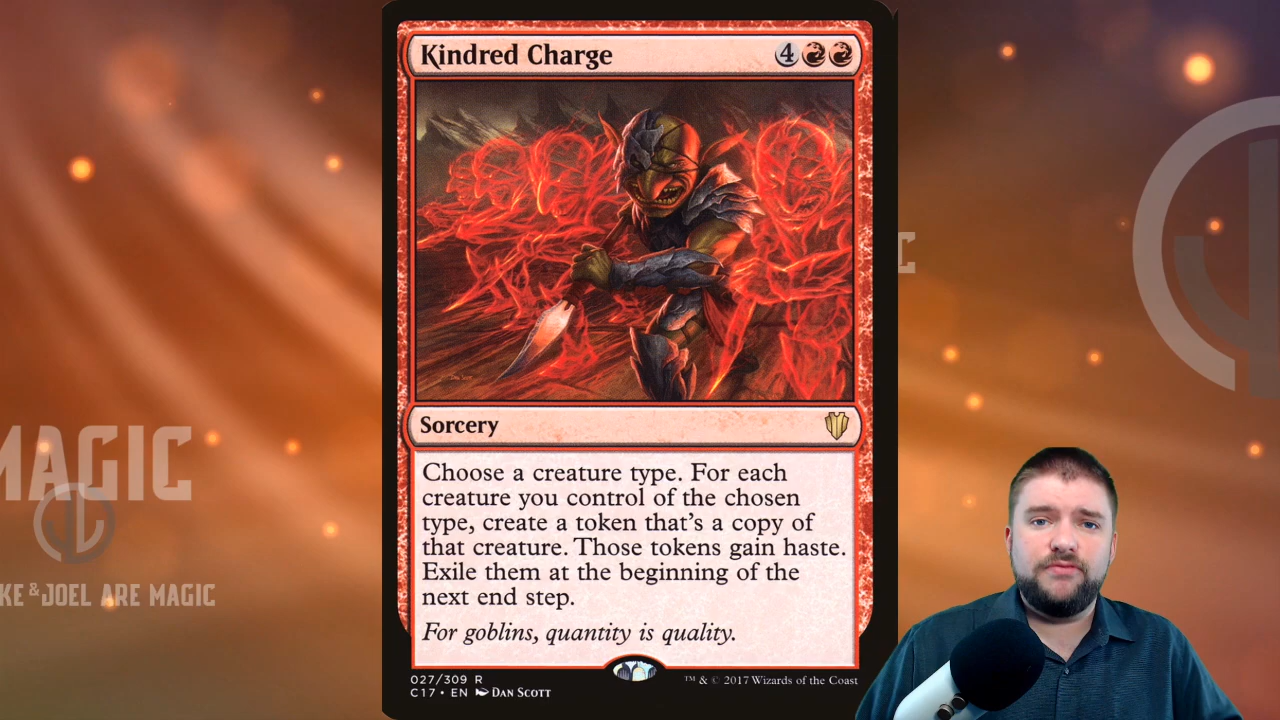 Kindred Charge
4
Sorcery
Choose a creature type. For each
creature you control of the chosen
type, create a token that's a copy of
that creature. Those tokens gain haste.
Exile them at the beginning of the
next end step.
For goblins, quantity is quality.
027/309 R
C17 • EN DAN SCOTT
™ & © 2017 Wizards of the Coast
MAGIC
KE & JOEL ARE MAGIC
C